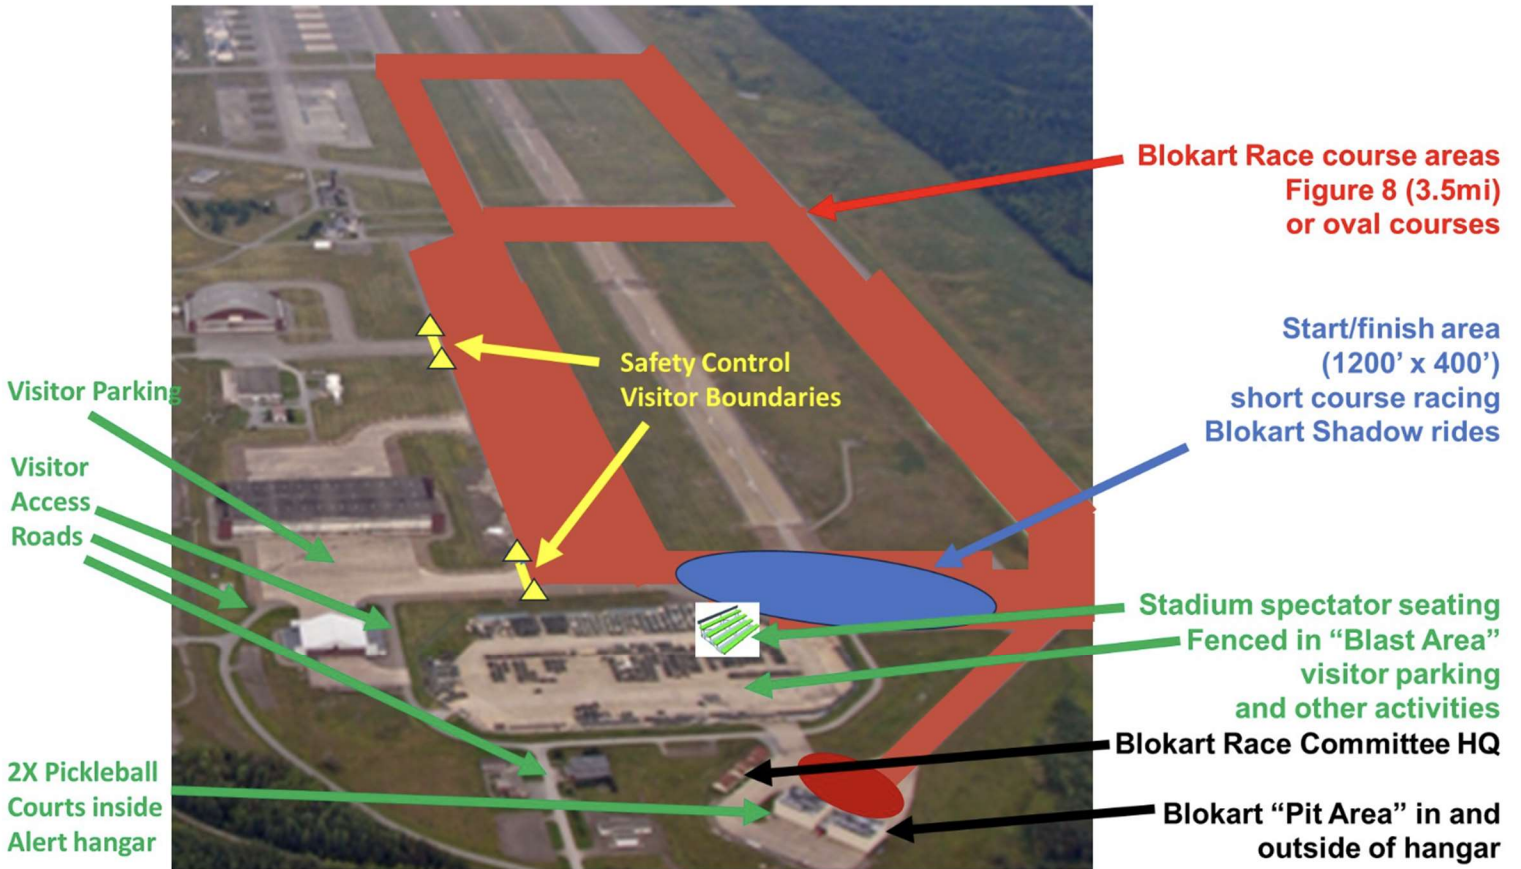 Blokart Race course areas
Figure 8 (3.5mi)
or oval courses
Start/finish area
(1200’ x 400’)
short course racing
Blokart Shadow rides
Safety Control
Visitor Boundaries
Visitor Parking
Visitor
Access
Roads
Stadium spectator seating
Fenced in “Blast Area”
visitor parking
and other activities
Blokart Race Committee HQ
2X Pickleball
Courts inside
Alert hangar
Blokart “Pit Area” in and
outside of hangar